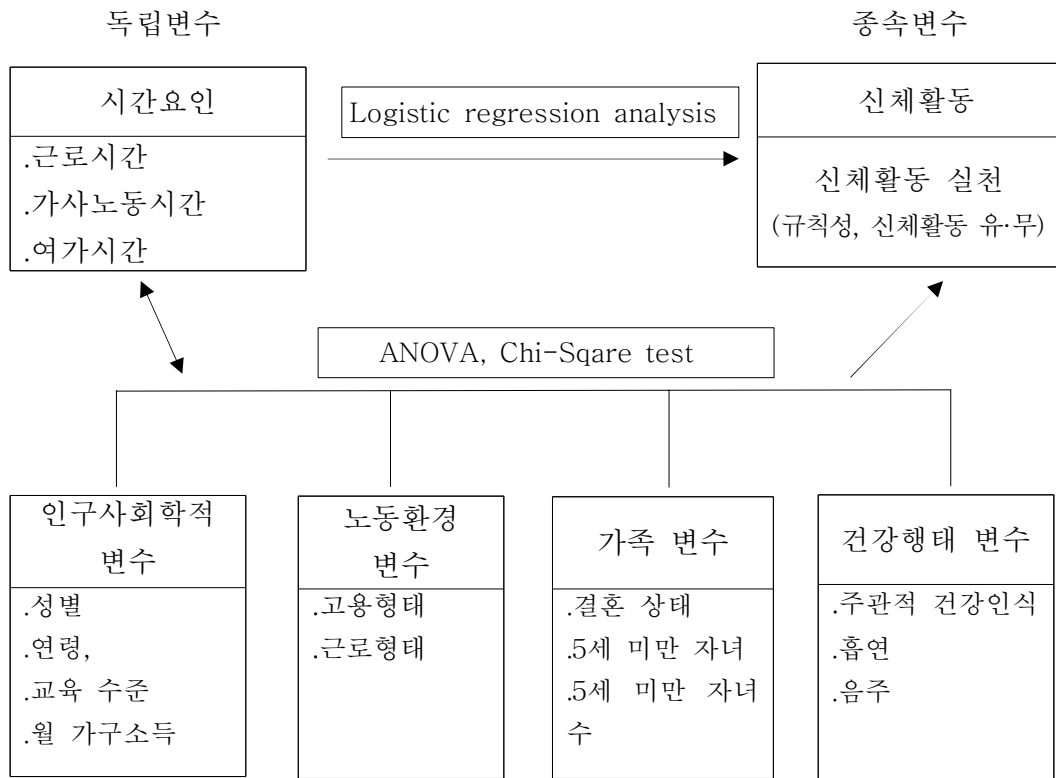 독립변수
종속변수
시간요인
.근로시간
.가사노동시간
.여가시간
Logistic regression analysis
신체활동
신체활동 실천
(규칙성, 신체활동 유·무)
ANOVA, Chi-Sqare test
인구사회학적
변수
.성별
.연령,
.교육 수준
.월 가구소득
노동환경
변수
.고용형태
.근로형태
가족 변수
.결혼 상태
.5세 미만 자녀
.5세 미만 자녀
수
건강행태 변수
.주관적 건강인식
.흡연
.음주